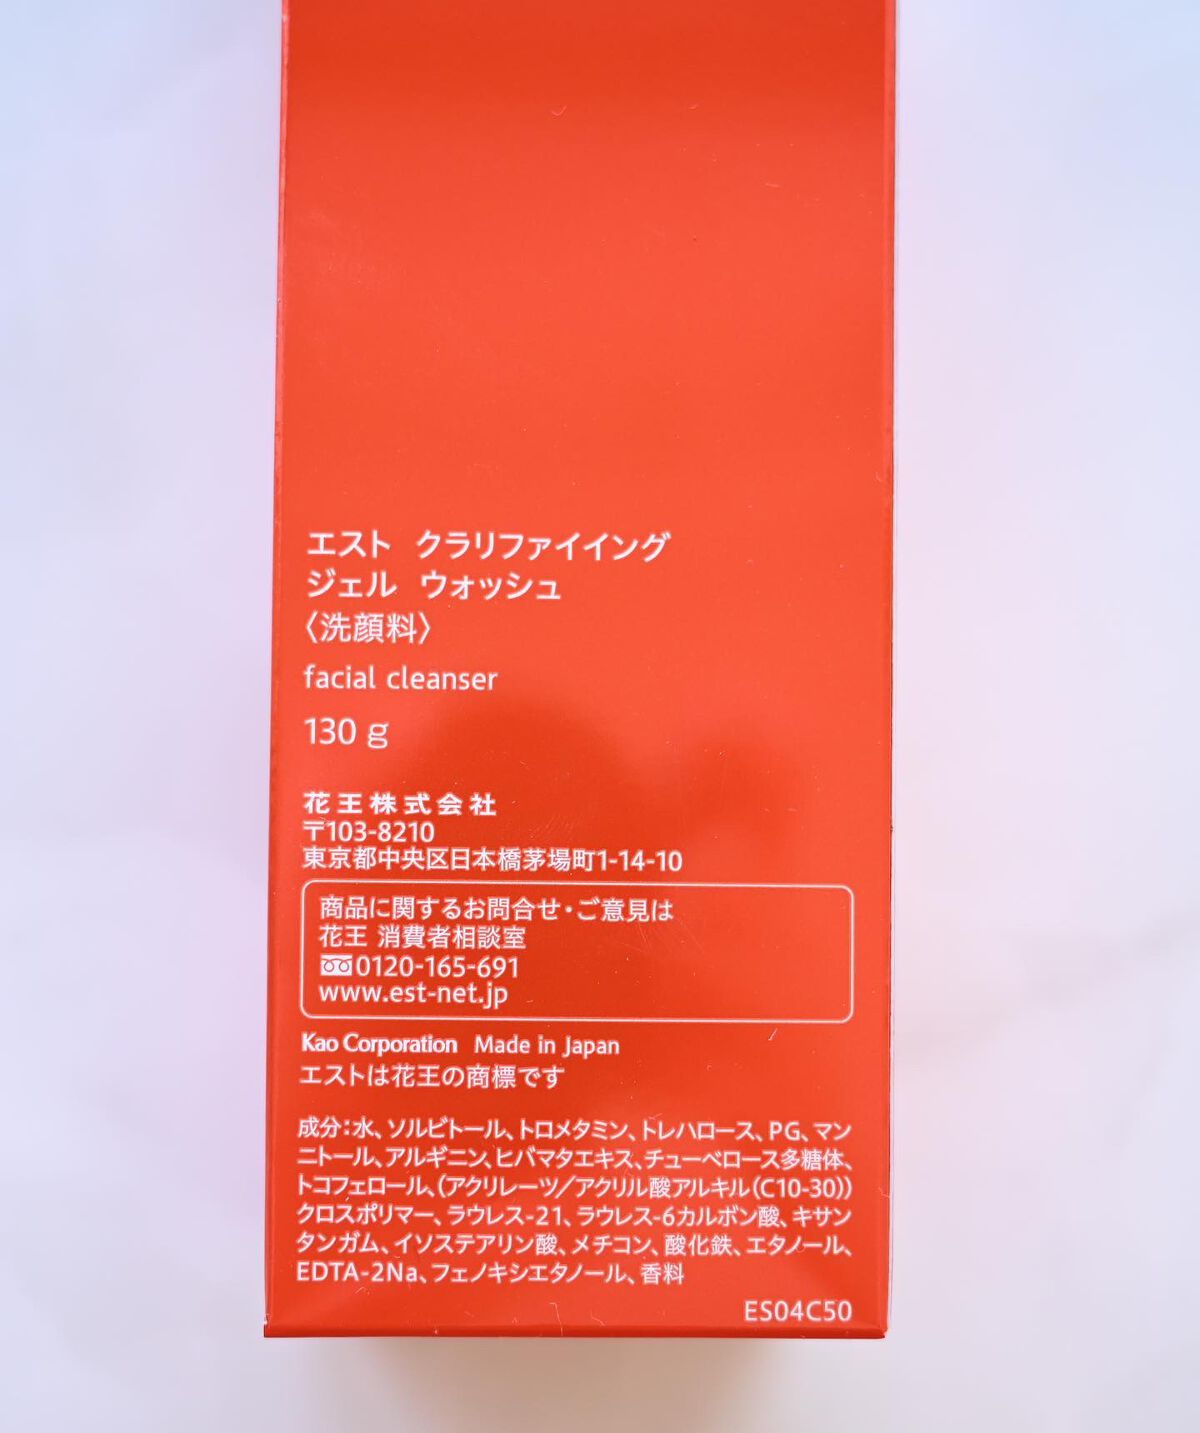 エスト クラリファイイング
ジェル ウォッシュ
〈洗顔料〉
facial cleanser
130 g
花王株式会社
〒103-8210
東京都中央区日本橋茅場町1-14-10
商品に関するお問合せ・ご意見は
花王 消費者相談室
0120-165-691
www.est-net.jp
Kao Corporation Made in Japan
エストは花王の商標です
成分：水、ソルビトール、トロメタミン、トレハロース、PG、マン
ニトール、アルギニン、ヒバマタエキス、チューベロース多糖体、
トコフェロール、（アクリレーツ／アクリル酸アルキル（C10-30））
クロスポリマー、ラウレス-21、ラウレス-6カルボン酸、キサン
タンガム、イソステアリン酸、メチコン、酸化鉄、エタノール、
EDTA-2Na、フェノキシエタノール、香料
ES04C50